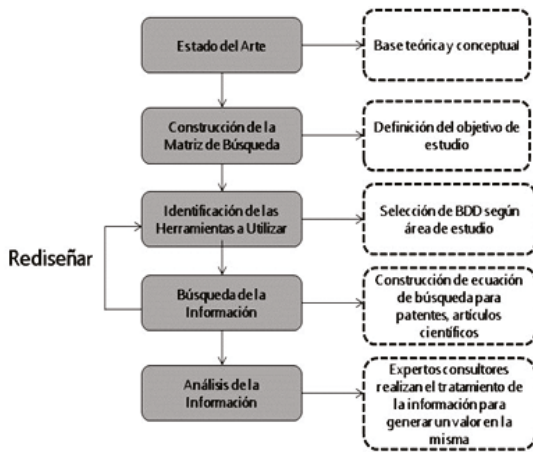 Estado del Arte
Base teórica y conceptual
Construcción de la
Matriz de Búsqueda
Definición del objetivo de
estudio
Identificación de las
Herramientas a Utilizar
Selección de BDD según
área de estudio
Rediseñar
Búsqueda de la
Información
Construcción de ecuación
de búsqueda para
patentes, artículos
científicos
Análisis de la
Información
Expertos consultores
realizan el tratamiento de
la información para
generar un valor en la
misma